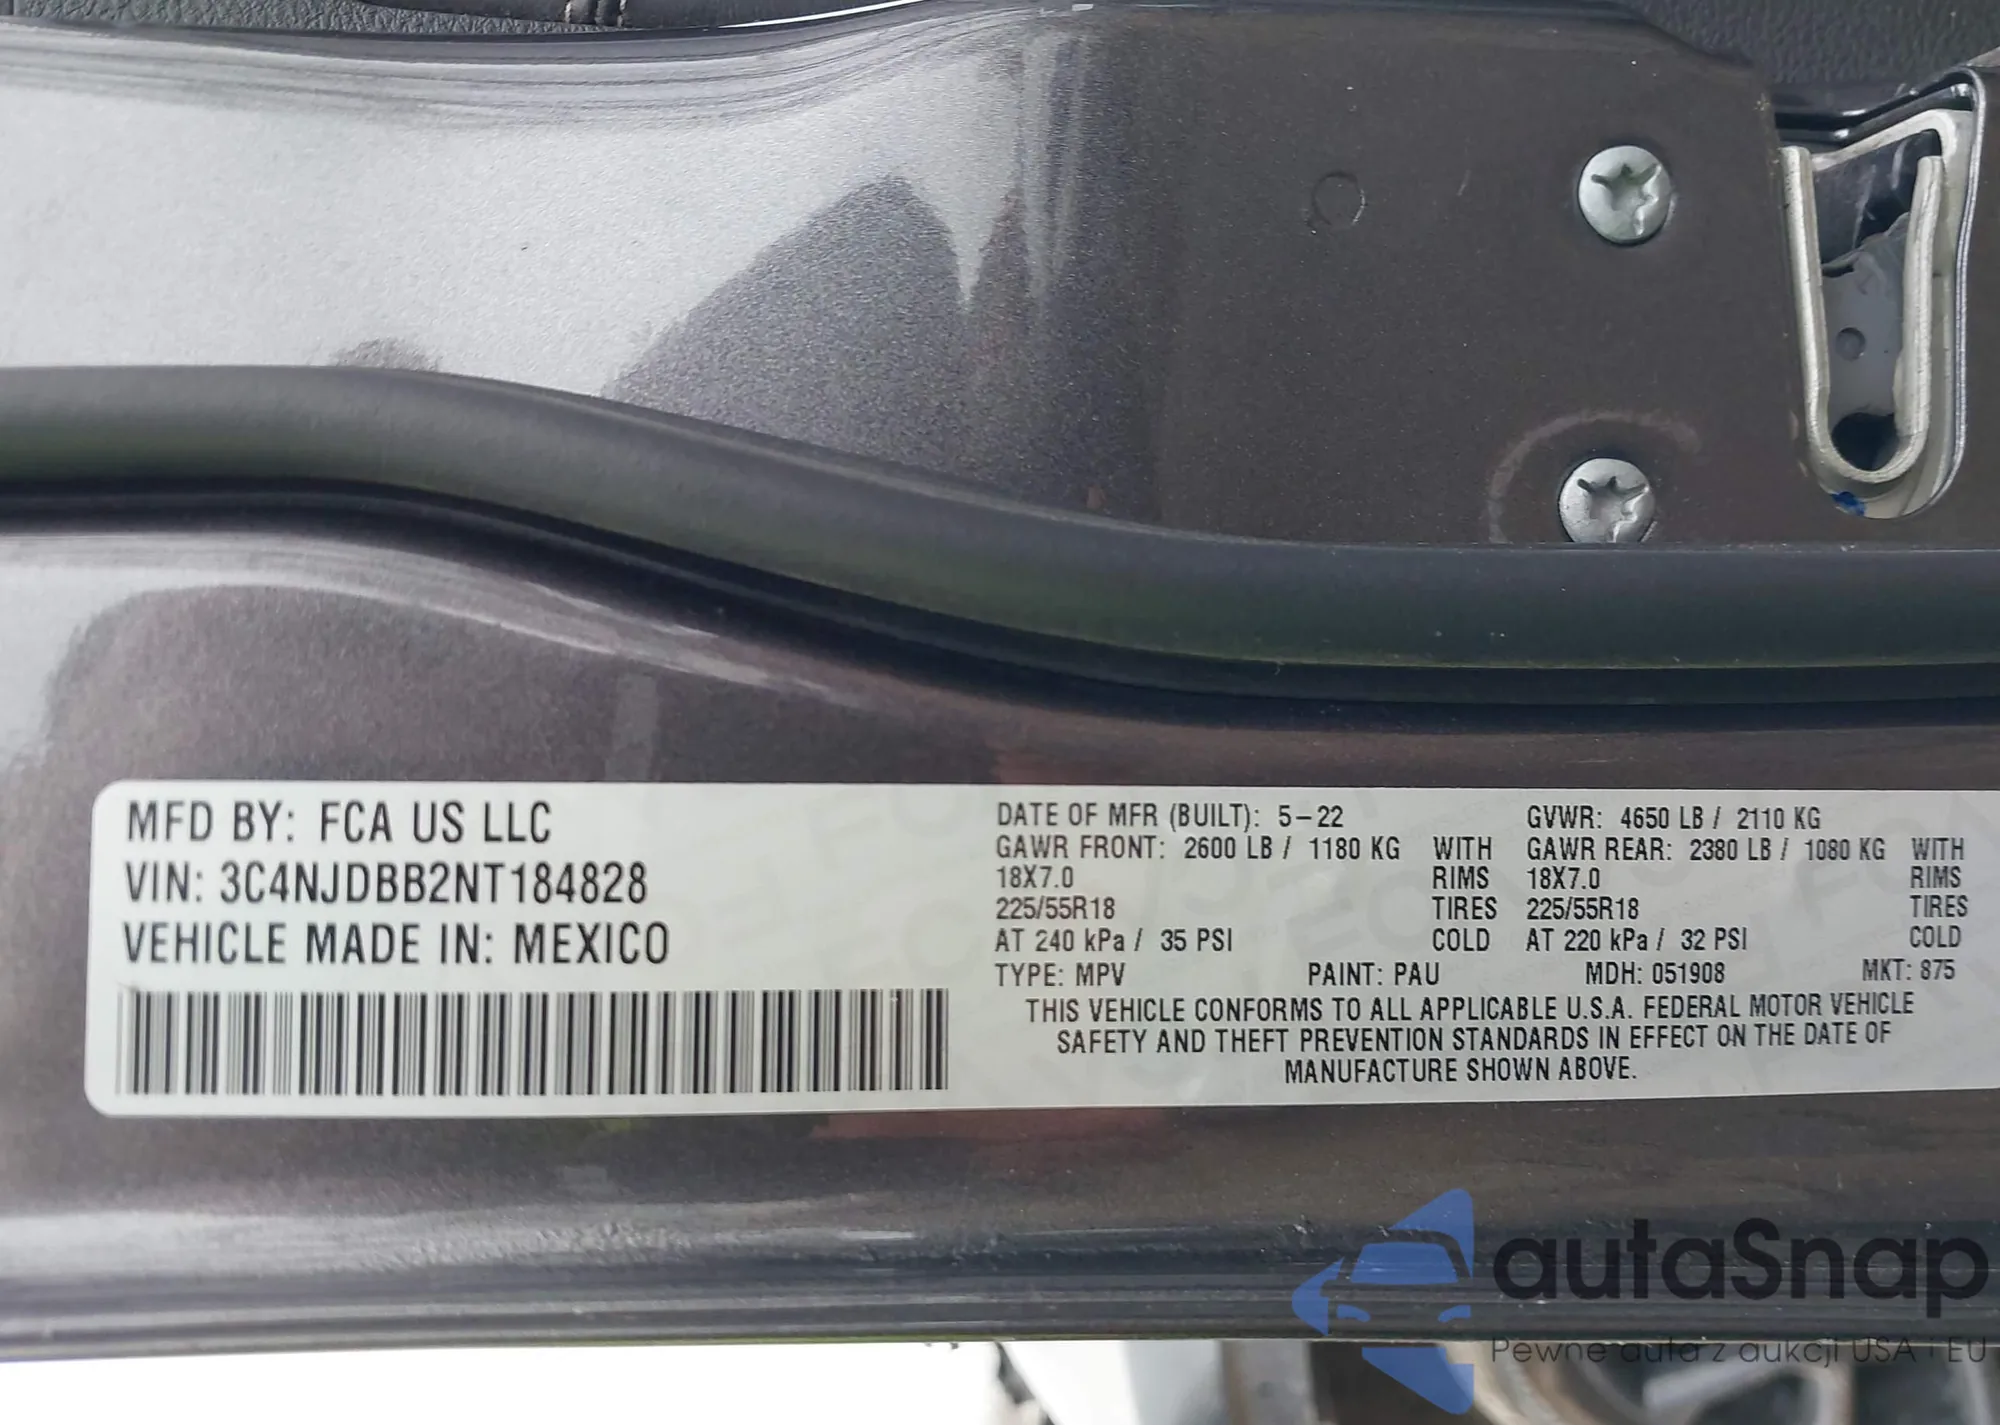 MFD BY: FCA US LLC
VIN: 3C4NJDBB2NT184828
VEHICLE MADE IN: MEXICO
DATE OF MFR (BUILT): 5-22 GVWR: 4650 LB / 2110 KG
GAWR FRONT: 2600 LB / 1180 KG WITH GAWR REAR: 2380 LB / 1080 KG WITH
18X7.0 RIMS 18X7.0 RIMS
225/55R18 TIRES 225/55R18 TIRES
AT 240 kPa / 35 PSI COLD AT 220 kPa / 32 PSI COLD
TYPE: MPV PAINT: PAU MDH: 051908 MKT: 875
THIS VEHICLE CONFORMS TO ALL APPLICABLE U.S.A. FEDERAL MOTOR VEHICLE
SAFETY AND THEFT PREVENTION STANDARDS IN EFFECT ON THE DATE OF
MANUFACTURE SHOWN ABOVE.
autaSnap
Pewne auta z aukcji USA i EU